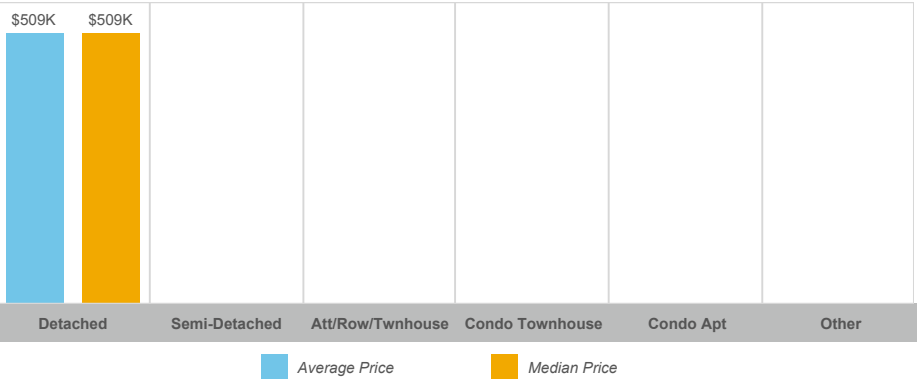 $509K $509K
Detached Semi-Detached Att/Row/Twnhouse Condo Townhouse Condo Apt Other
Average Price Median Price